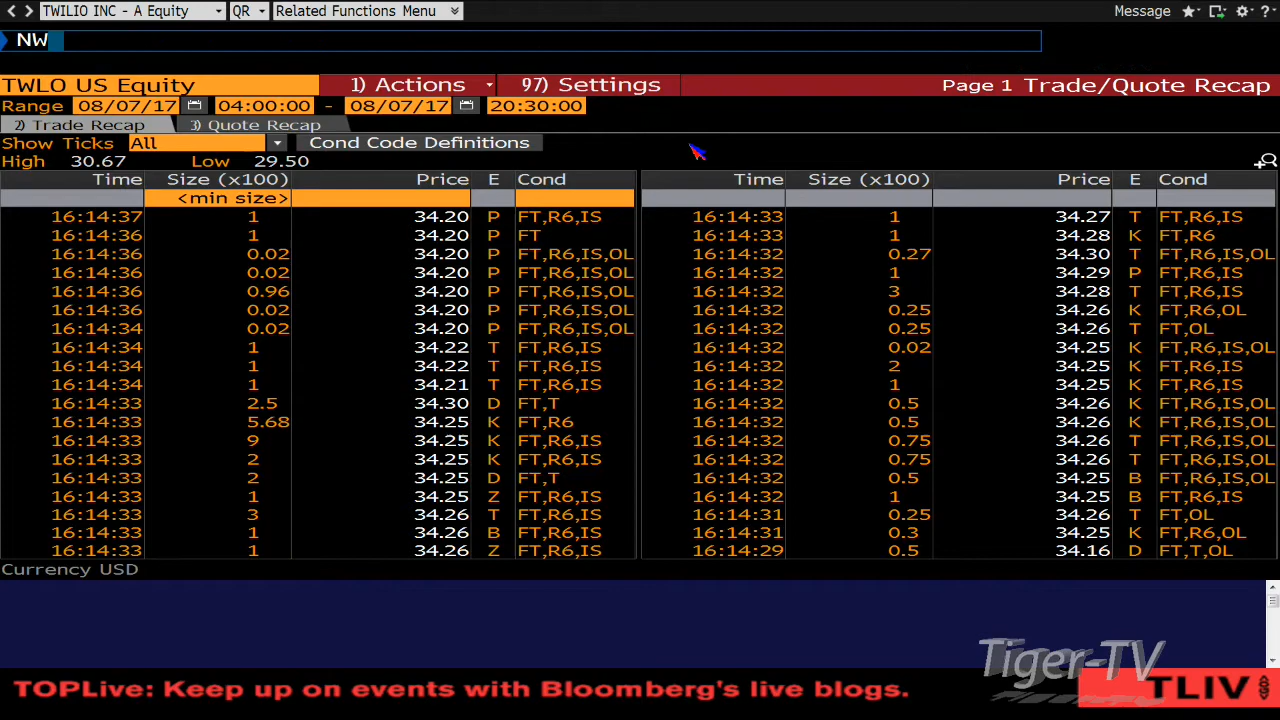 TWILIO INC - A Equity QR Related Functions Menu Message ?
NW
TWLO US Equity 1) Actions 97) Settings Page 1 Trade/Quote Recap
Range 08/07/17 04:00:00 - 08/07/17 20:30:00
2) Trade Recap 3) Quote Recap
Show Ticks All Cond Code Definitions
High 30.67 Low 29.50
Time Size (x100) Price E Cond Time Size (x100) Price E Cond
<min size>
16:14:37 1 34.20 P FT,R6,IS 16:14:33 1 34.27 T FT,R6,IS
16:14:36 1 34.20 P FT 16:14:33 1 34.28 K FT,R6
16:14:36 0.02 34.20 P FT,R6,IS,OL 16:14:32 0.27 34.30 T FT,R6,IS,OL
16:14:36 0.02 34.20 P FT,R6,IS,OL 16:14:32 1 34.29 P FT,R6,IS
16:14:36 0.96 34.20 P FT,R6,IS,OL 16:14:32 3 34.28 T FT,R6,IS
16:14:36 0.02 34.20 P FT,R6,IS,OL 16:14:32 0.25 34.26 K FT,R6,OL
16:14:34 0.02 34.20 P FT,R6,IS,OL 16:14:32 0.25 34.26 T FT,OL
16:14:34 1 34.22 T FT,R6,IS 16:14:32 0.02 34.25 K FT,R6,IS,OL
16:14:34 1 34.22 T FT,R6,IS 16:14:32 2 34.25 K FT,R6,IS
16:14:34 1 34.21 T FT,R6,IS 16:14:32 1 34.25 K FT,R6,IS
16:14:33 2.5 34.30 D FT,T 16:14:32 0.5 34.26 K FT,R6,IS,OL
16:14:33 5.68 34.25 K FT,R6 16:14:32 0.5 34.26 K FT,R6,IS,OL
16:14:33 9 34.25 K FT,R6,IS 16:14:32 0.75 34.26 T FT,R6,IS,OL
16:14:33 2 34.25 K FT,R6,IS 16:14:32 0.75 34.26 T FT,R6,IS,OL
16:14:33 2 34.25 D FT,T 16:14:32 0.5 34.25 B FT,R6,IS,OL
16:14:33 1 34.25 Z FT,R6,IS 16:14:32 1 34.25 B FT,R6,IS
16:14:33 3 34.26 T FT,R6,IS 16:14:31 0.25 34.26 T FT,OL
16:14:33 1 34.26 B FT,R6,IS 16:14:31 0.3 34.25 K FT,R6,OL
16:14:33 1 34.26 Z FT,R6,IS 16:14:29 0.5 34.16 D FT,T,OL
Currency USD
Tiger-TV
TOPLive: Keep up on events with Bloomberg's live blogs. TLIV